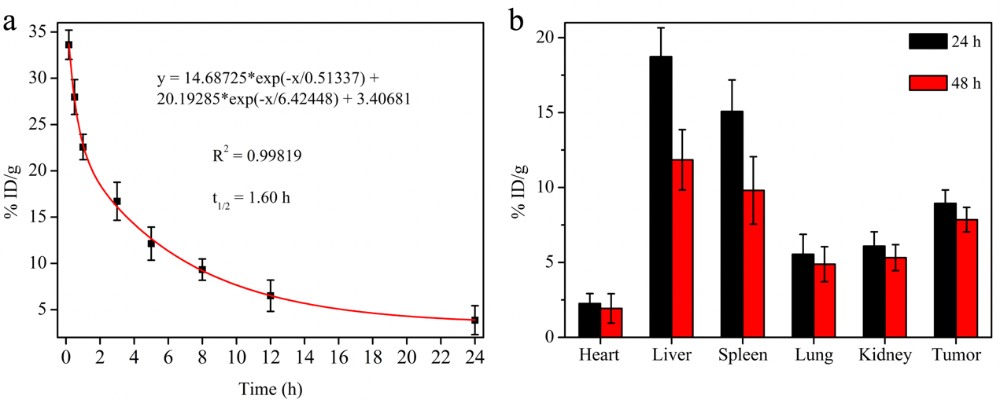 a
35
30
25
20
15
10
5
% ID/g
y = 14.68725*exp(-x/0.51337) +
20.19285*exp(-x/6.42448) + 3.40681
R² = 0.99819
t₁/₂ = 1.60 h
0 2 4 6 8 10 12 14 16 18 20 22 24
Time (h)
b
20
15
10
5
0
% ID/g
24 h
48 h
Heart Liver Spleen Lung Kidney Tumor